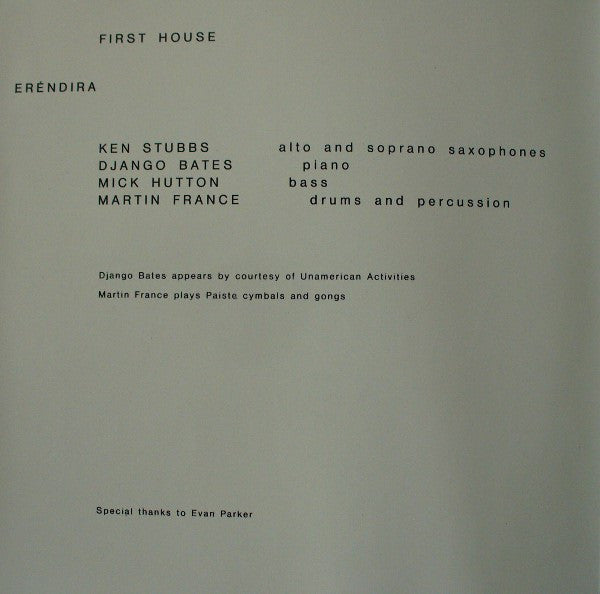 FIRST HOUSE
ERÉNDIRA
KEN STUBBS alto and soprano saxophones
DJANGO BATES piano
MICK HUTTON bass
MARTIN FRANCE drums and percussion
Django Bates appears by courtesy of Unamerican Activities
Martin France plays Paiste cymbals and gongs
Special thanks to Evan Parker